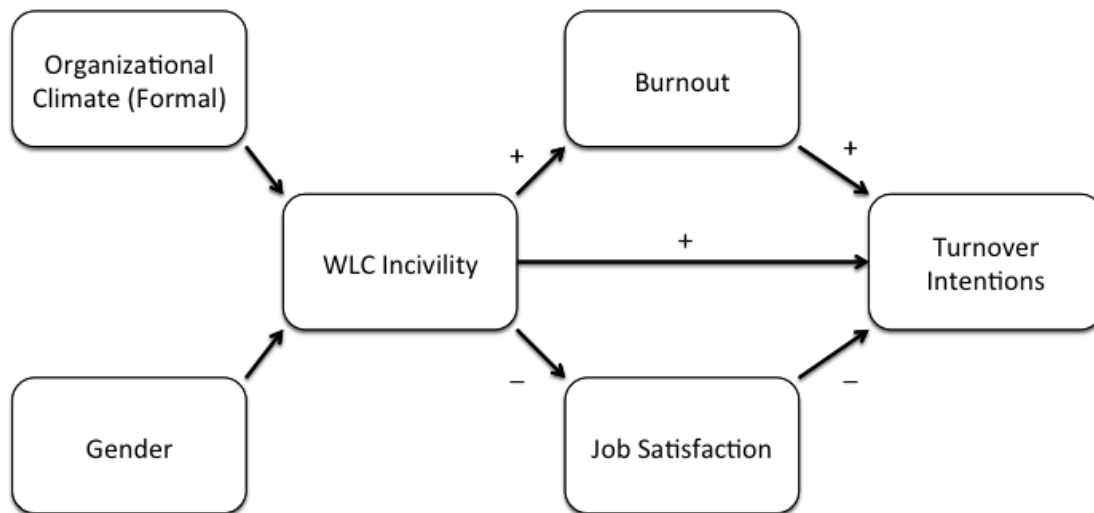 Organizational
Climate (Formal)
Burnout
+
+
WLC Incivility
+
Turnover
Intentions
–
–
Gender
Job Satisfaction